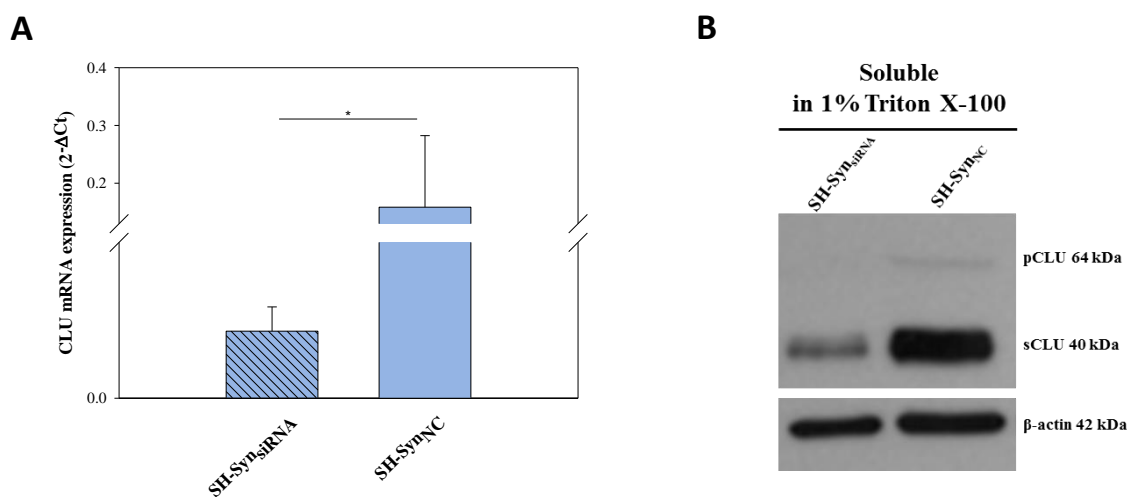 A
CLU mRNA expression (2-ΔCt)
0.4
0.3
0.2
0.0
*
SH-SynsiRNA
SH-SynNC
B
Soluble
in 1% Triton X-100
SH-SynsiRNA
SH-SynNC
pCLU 64 kDa
sCLU 40 kDa
β-actin 42 kDa